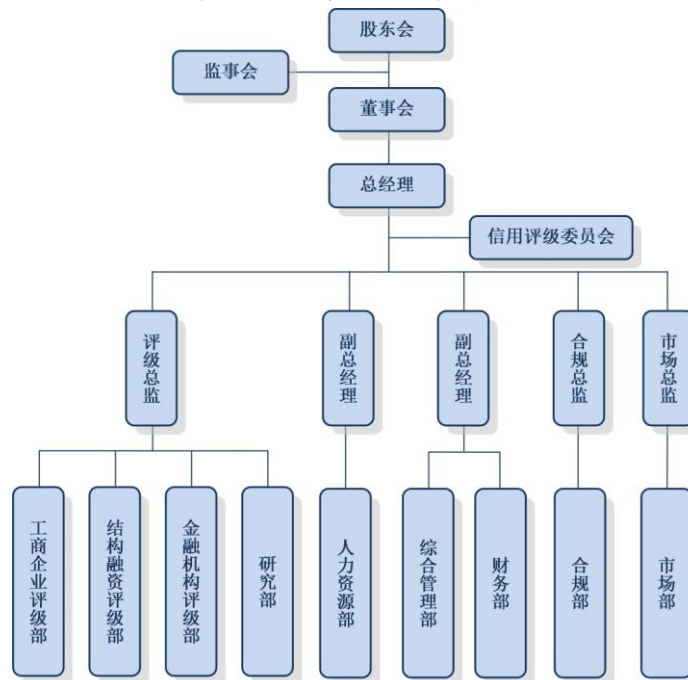 股东会
监事会
董事会
总经理
信用评级委员会
评级总监
副总经理
副总经理
合规总监
市场总监
工商企业评级部
结构融资评级部
金融机构评级部
研究部
人力资源部
综合管理部
财务部
合规部
市场部